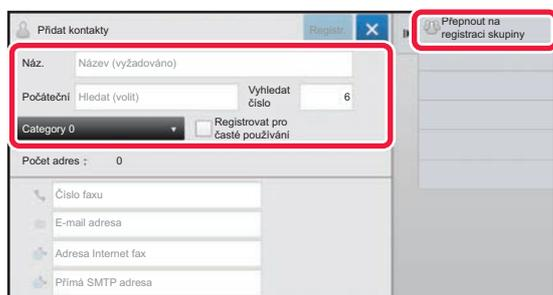 Přidat kontakty
Registr.
Přepnout na
registraci skupiny
Náz.
Název (vyžadováno)
Počáteční
Hledat (volit)
Vyhledat
číslo
6
Category 0
Registrovat pro
časté používání
Počet adres :
0
Číslo faxu
E-mail adresa
Adresa Internet fax
Přímá SMTP adresa